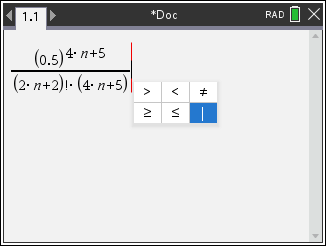 1.1 *Doc RAD
(0.5)^(4·n+5)
(2·n+2)!·(4·n+5)
> < ≠
≥ ≤ |